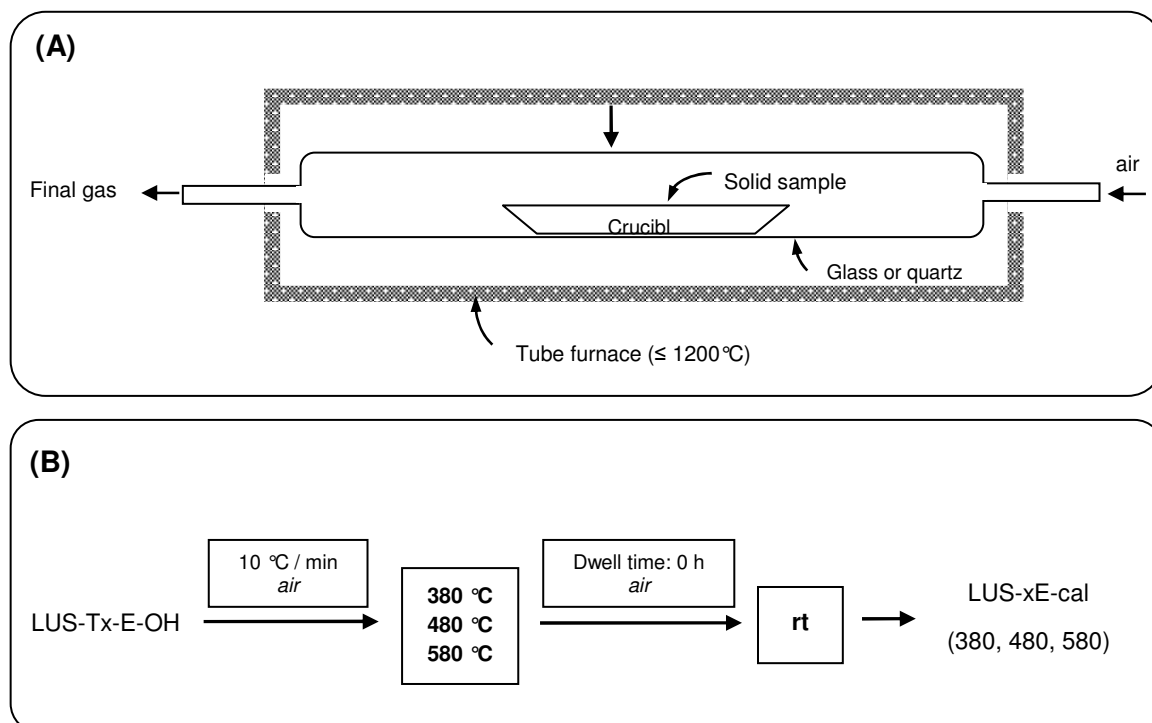 (A)
Final gas
air
Solid sample
Crucibl
Glass or quartz
Tube furnace (≤ 1200°C)
(B)
LUS-Tx-E-OH
10 °C / min
air
380 °C
480 °C
580 °C
Dwell time: 0 h
air
rt
LUS-xE-cal
(380, 480, 580)